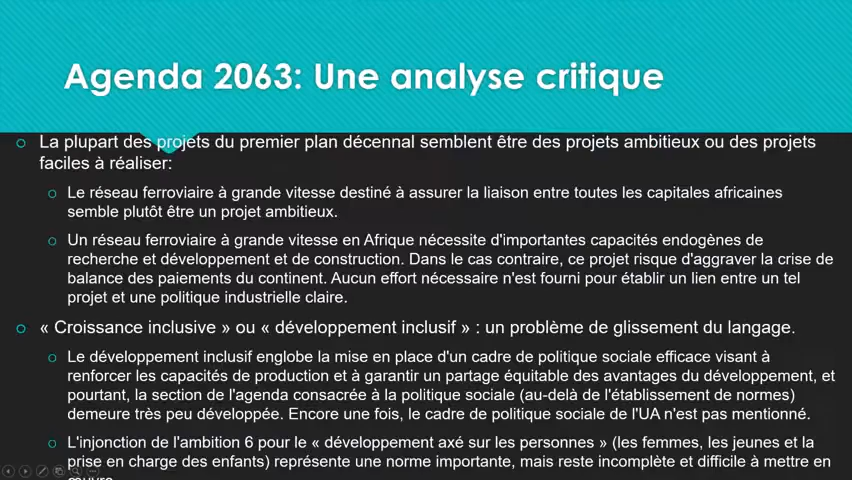 Agenda 2063: Une analyse critique
La plupart des projets du premier plan décennal semblent être des projets ambitieux ou des projets
faciles à réaliser:
Le réseau ferroviaire à grande vitesse destiné à assurer la liaison entre toutes les capitales africaines
semble plutôt être un projet ambitieux.
Un réseau ferroviaire à grande vitesse en Afrique nécessite d'importantes capacités endogènes de
recherche et développement et de construction. Dans le cas contraire, ce projet risque d'aggraver la crise de
balance des paiements du continent. Aucun effort nécessaire n'est fourni pour établir un lien entre un tel
projet et une politique industrielle claire.
« Croissance inclusive » ou « développement inclusif » : un problème de glissement du langage.
Le développement inclusif englobe la mise en place d'un cadre de politique sociale efficace visant à
renforcer les capacités de production et à garantir un partage équitable des avantages du développement, et
pourtant, la section de l'agenda consacrée à la politique sociale (au-delà de l'établissement de normes)
demeure très peu développée. Encore une fois, le cadre de politique sociale de l'UA n'est pas mentionné.
L'injonction de l'ambition 6 pour le « développement axé sur les personnes » (les femmes, les jeunes et la
prise en charge des enfants) représente une norme importante, mais reste incomplète et difficile à mettre en
œuvre